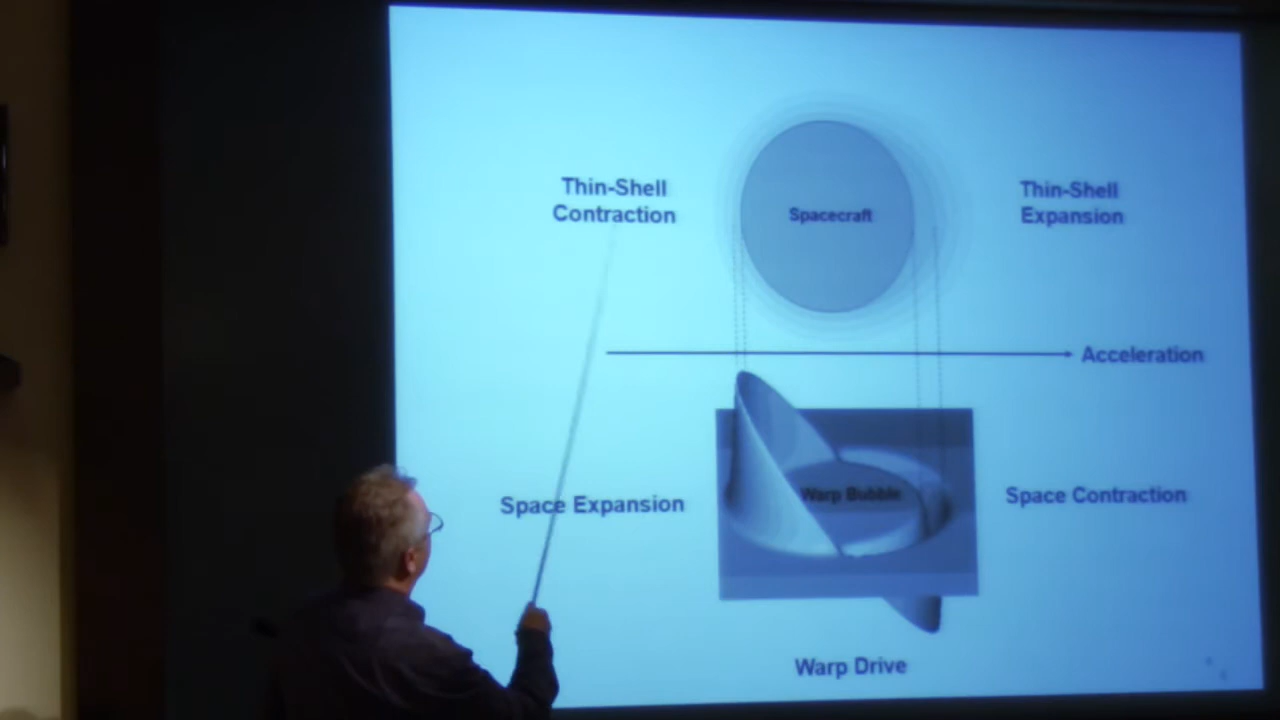 Thin-Shell
Contraction
Spacecraft
Thin-Shell
Expansion
Acceleration
Space Expansion
Warp Bubble
Space Contraction
Warp Drive